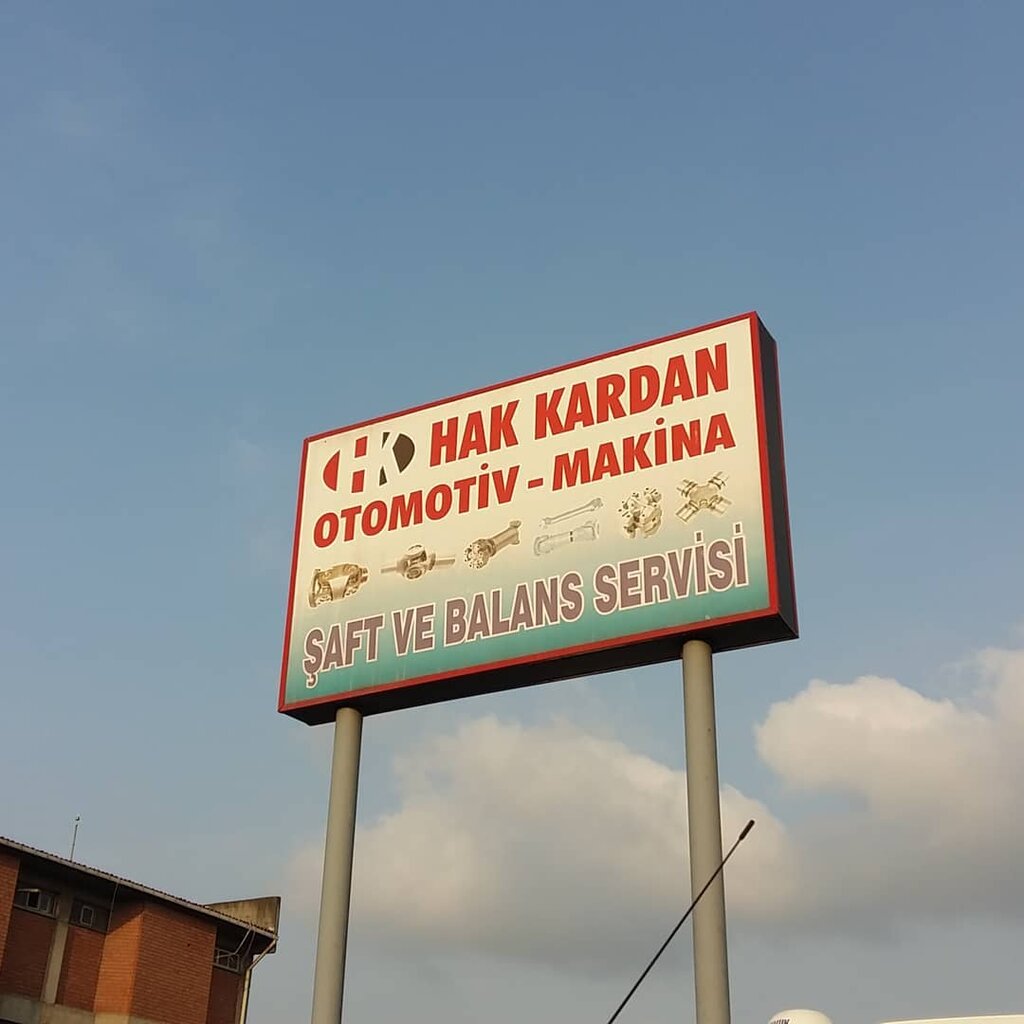 HK HAK KARDAN
OTOMOTİV - MAKİNA
ŞAFT VE BALANS SERVİSİ